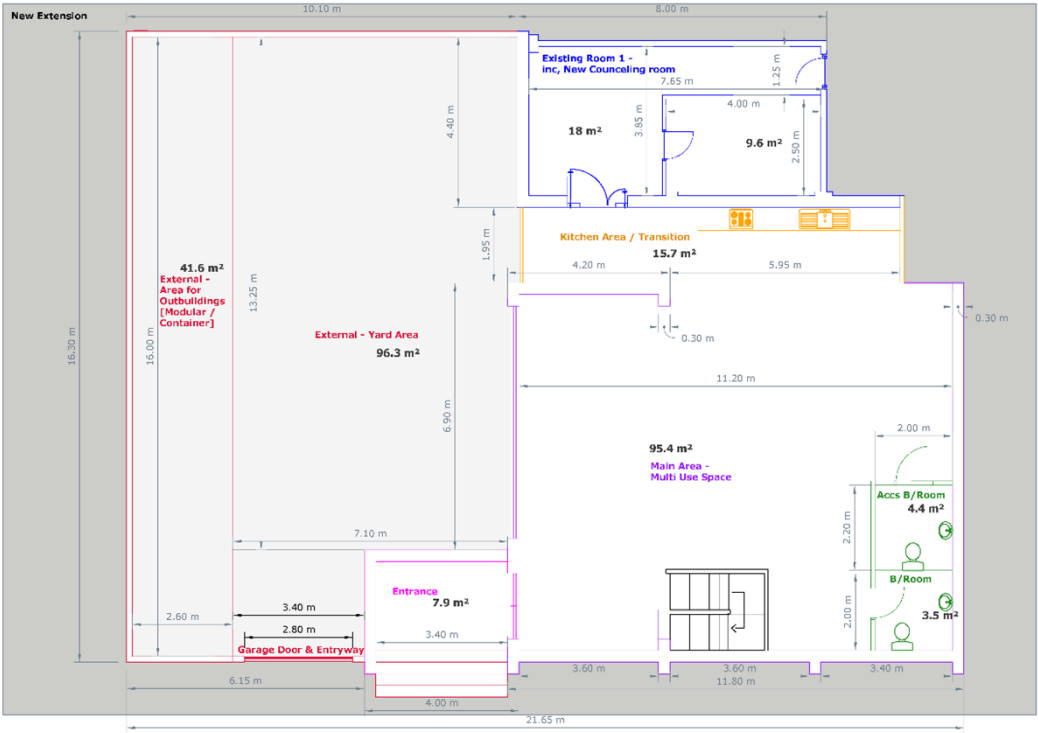 New Extension
10.10 m
8.00 m
Existing Room 1 -
inc, New Counceling room
7.65 m
1.25 m
4.00 m
4.40 m
3.85 m
18 m²
9.6 m²
2.50 m
Kitchen Area / Transition
15.7 m²
1.95 m
4.20 m
5.95 m
41.6 m²
External -
Area for
Outbuildings
[Modular /
Container]
13.25 m
16.30 m
16.00 m
External - Yard Area
96.3 m²
0.30 m
0.30 m
11.20 m
6.90 m
2.00 m
95.4 m²
Main Area -
Multi Use Space
Accs B/Room
4.4 m²
2.20 m
7.10 m
B/Room
3.5 m²
2.00 m
Entrance
7.9 m²
3.40 m
2.60 m
2.80 m
3.40 m
Garage Door & Entryway
3.60 m
3.60 m
3.40 m
6.15 m
11.80 m
4.00 m
21.65 m